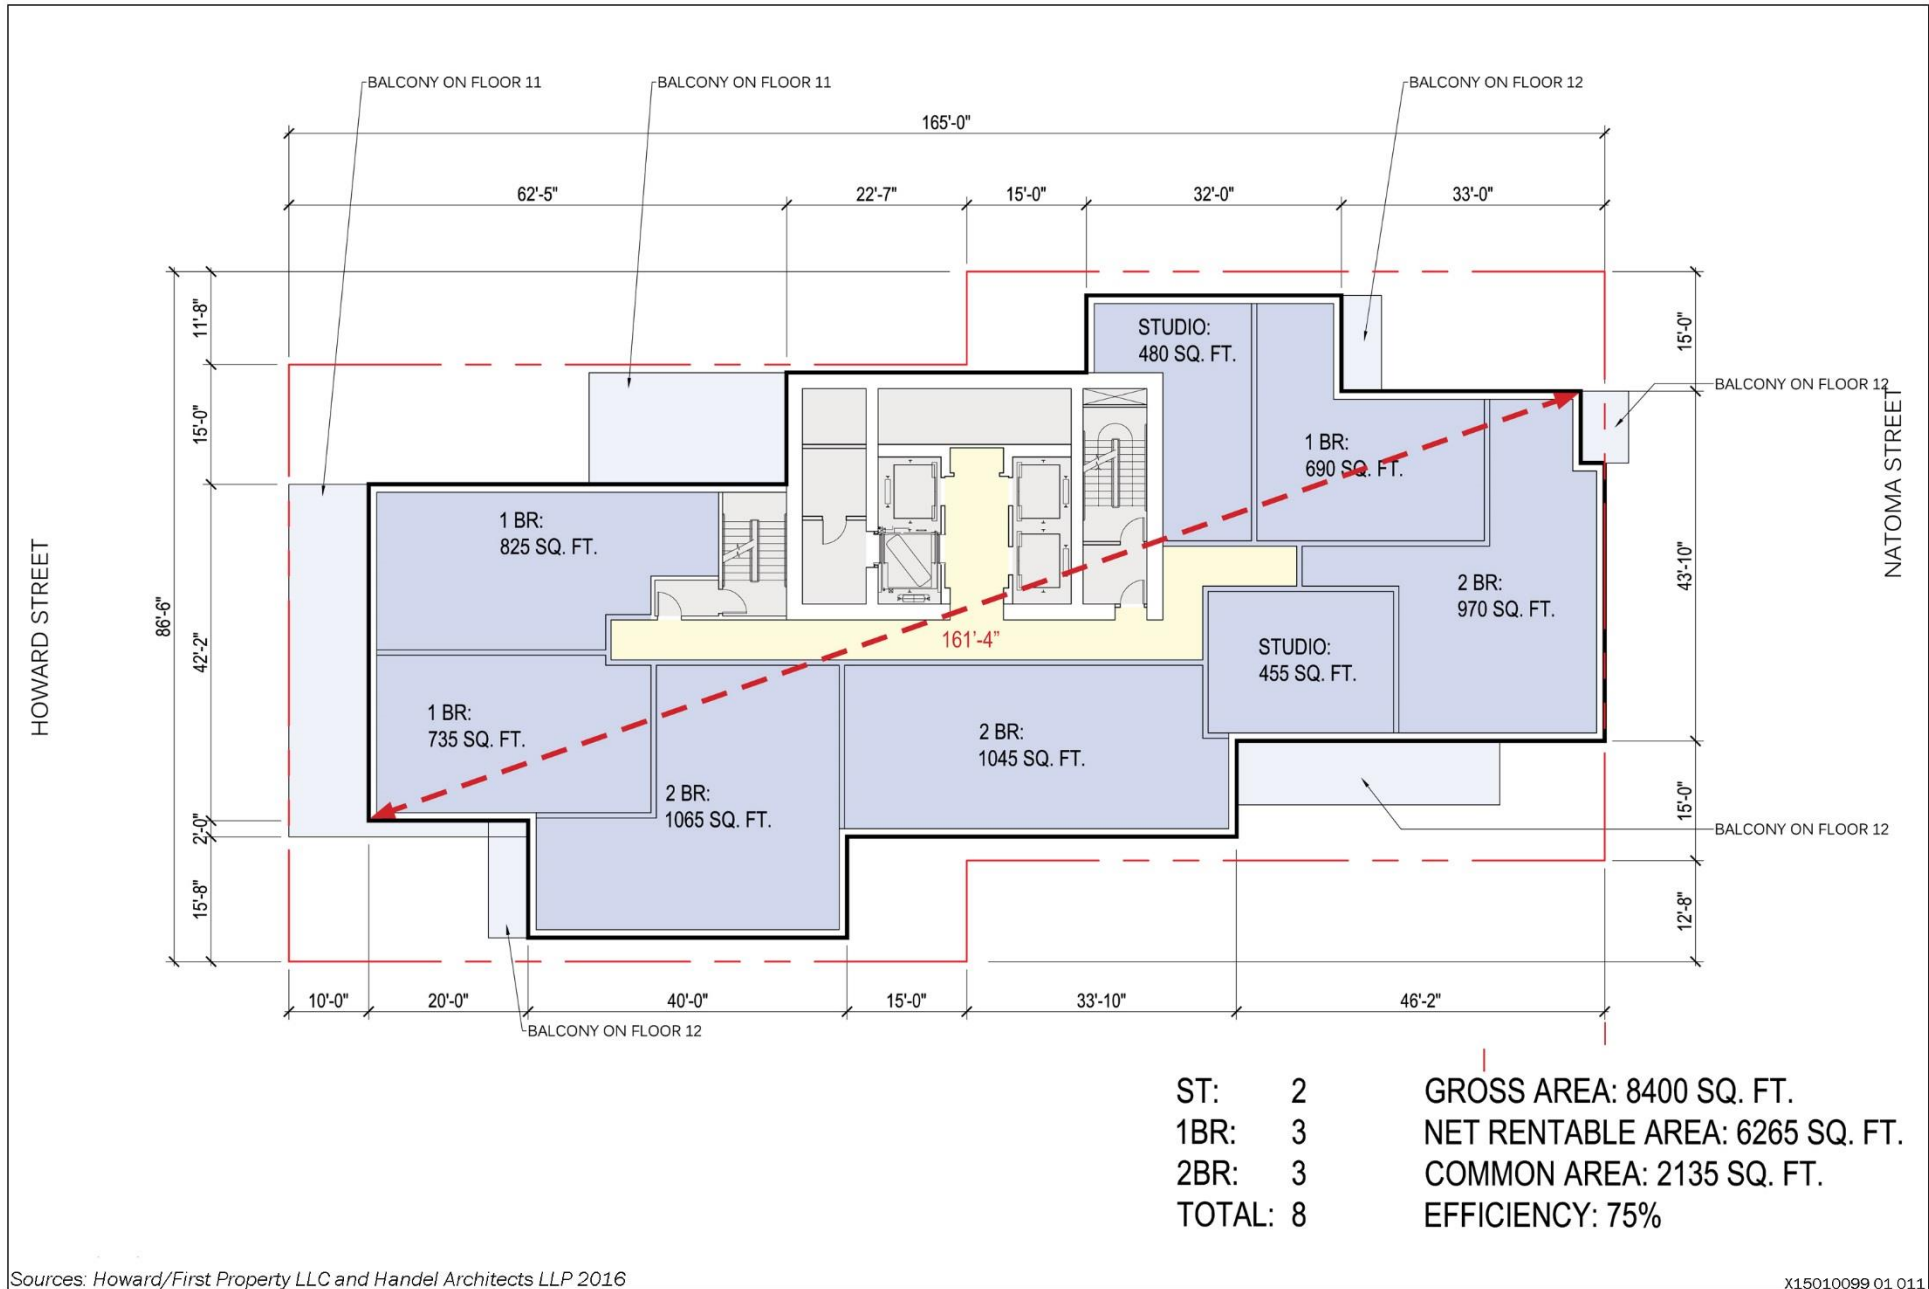 BALCONY ON FLOOR 11
BALCONY ON FLOOR 11
BALCONY ON FLOOR 12
165'-0"
62'-5"
22'-7"
15'-0"
32'-0"
33'-0"
11'-8"
15'-0"
86'-6"
42'-2"
2'-0"
15'-8"
HOWARD STREET
STUDIO:
480 SQ. FT.
1 BR:
690 SQ. FT.
1 BR:
825 SQ. FT.
2 BR:
970 SQ. FT.
161'-4”
STUDIO:
455 SQ. FT.
1 BR:
735 SQ. FT.
2 BR:
1045 SQ. FT.
2 BR:
1065 SQ. FT.
15'-0"
BALCONY ON FLOOR 12
NATOMA STREET
43'-10"
15'-0"
BALCONY ON FLOOR 12
12'-8"
10'-0"
20'-0"
40'-0"
15'-0"
33'-10"
46'-2"
BALCONY ON FLOOR 12
ST: 2
1BR: 3
2BR: 3
TOTAL: 8
GROSS AREA: 8400 SQ. FT.
NET RENTABLE AREA: 6265 SQ. FT.
COMMON AREA: 2135 SQ. FT.
EFFICIENCY: 75%
Sources: Howard/First Property LLC and Handel Architects LLP 2016
X15010099 01 011